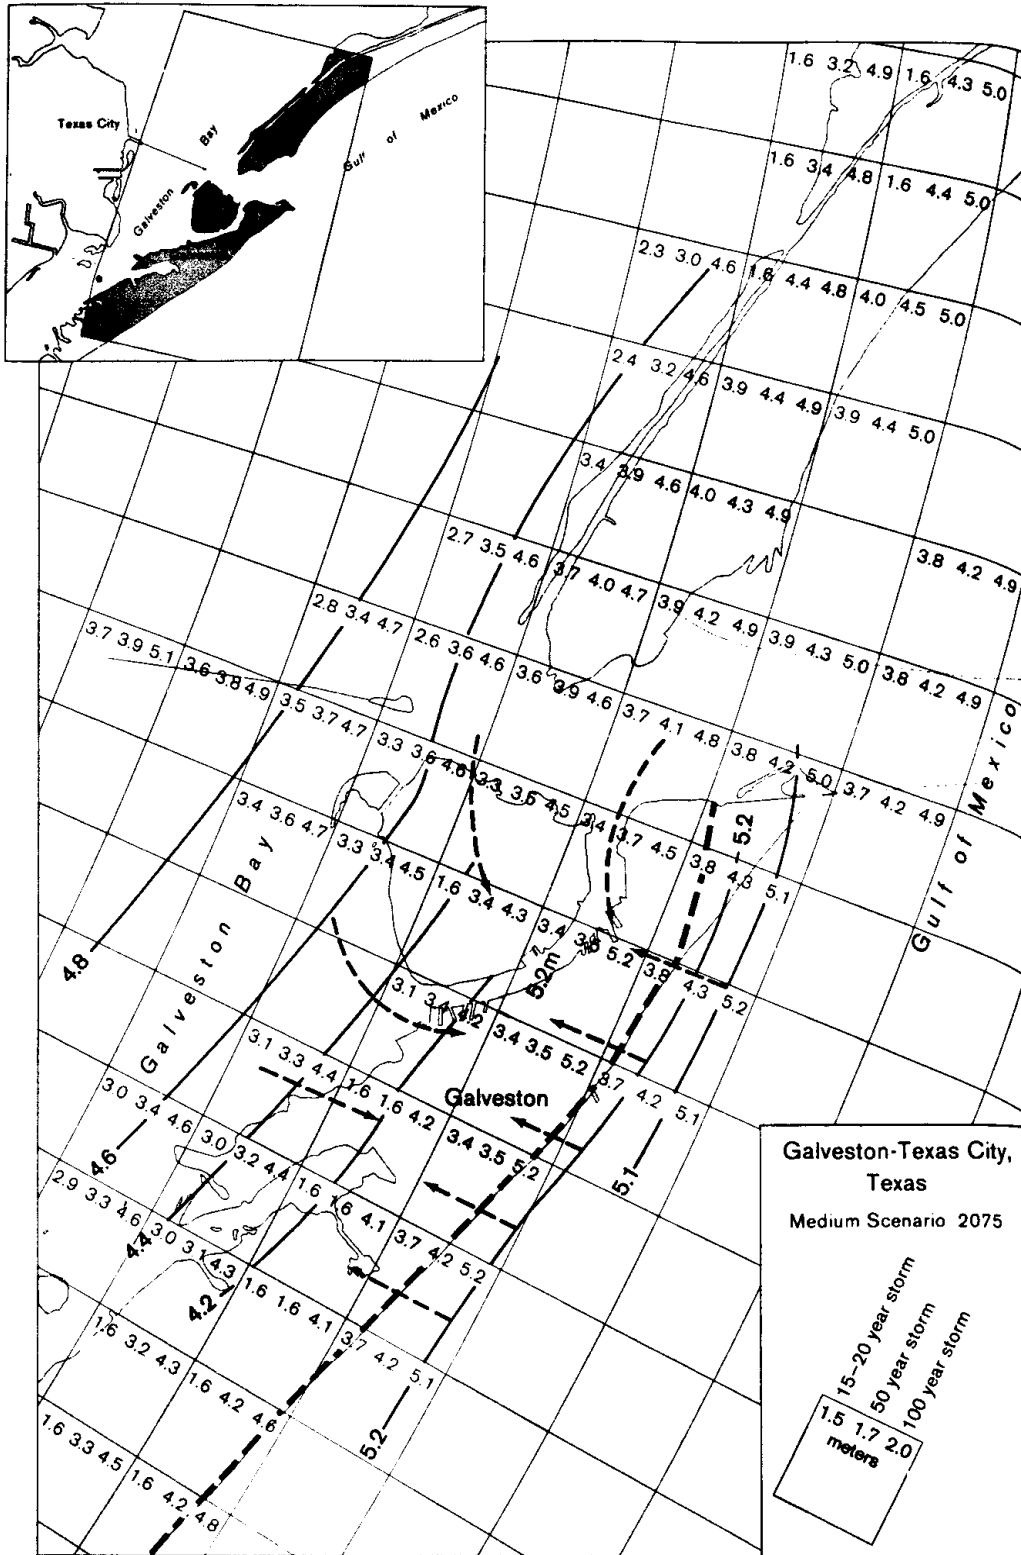 Texas City
Galveston Bay
Gulf of Mexico
1.6 3.2 4.9 1.6 4.3 5.0
1.6 3.4 4.8 1.6 4.4 5.0
2.3 3.0 4.6 1.6 4.4 4.8 4.0 4.5 5.0
2.4 3.2 4.6 3.9 4.4 4.9 3.9 4.4 5.0
3.4 3.9 4.6 4.0 4.3 4.9
3.8 4.2 4.9
2.7 3.5 4.6 3.7 4.0 4.7 3.9 4.2 4.9 3.9 4.3 5.0 3.8 4.2 4.9
2.8 3.4 4.7 2.6 3.6 4.6 3.6 3.9 4.6 3.7 4.1 4.8 3.8 4.2 5.0 3.7 4.2 4.9
3.7 3.9 5.1 3.6 3.8 4.9 3.5 3.7 4.7 3.3 3.6 4.6 3.3 3.5 4.5 3.4 3.7 4.5 3.8 4.3 5.1
3.4 3.6 4.7 3.3 3.4 4.5 1.6 3.4 4.3 3.4 5.2 3.8 4.3 5.2
3.1 3.4 4.2 3.4 3.5 5.2 3.7 4.2 5.1
3.1 3.3 4.4 1.6 1.6 4.2 3.4 3.5 5.2
3.0 3.4 4.6 3.0 3.2 4.4 1.6 1.6 4.1 3.7 4.2 5.2
2.9 3.3 4.6 3.0 3.1 4.3 1.6 1.6 4.1 3.7 4.2 5.1
1.6 3.2 4.3 1.6 4.2 4.6
1.6 3.3 4.5 1.6 4.2 4.8
Gulf of Mexico
Galveston Bay
Galveston
5.2
5.2m
4.8
4.6
4.4
4.2
5.1
5.2
Galveston-Texas City,
Texas
Medium Scenario 2075
15–20 year storm
50 year storm
100 year storm
1.5 1.7 2.0
meters